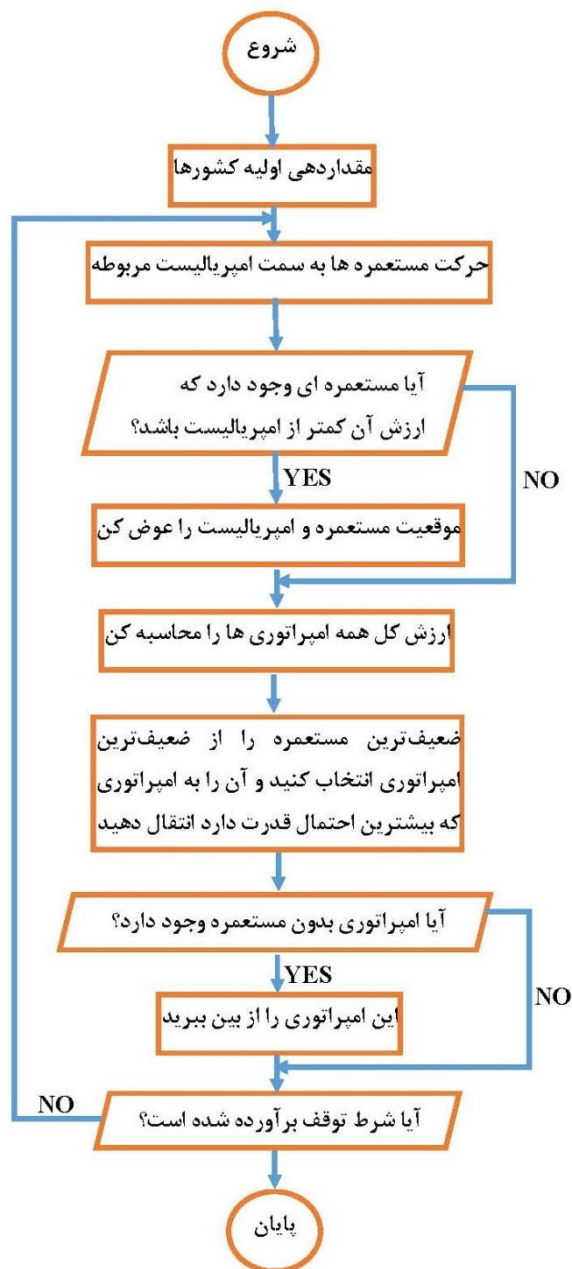 شروع
مقداردهی اولیه کشورها
حرکت مستعمره ها به سمت امپریالیست مربوطه
آیا مستعمره ای وجود دارد که
ارزش آن کمتر از امپریالیست باشد؟
YES
NO
موقعیت مستعمره و امپریالیست را عوض کن
ارزش کل همه امپراتوری ها را محاسبه کن
ضعیف‌ترین مستعمره را از ضعیف‌ترین
امپراتوری انتخاب کنید و آن را به امپراتوری
که بیشترین احتمال قدرت دارد انتقال دهید
آیا امپراتوری بدون مستعمره وجود دارد؟
YES
NO
این امپراتوری را از بین ببرید
NO
آیا شرط توقف برآورده شده است؟
پایان